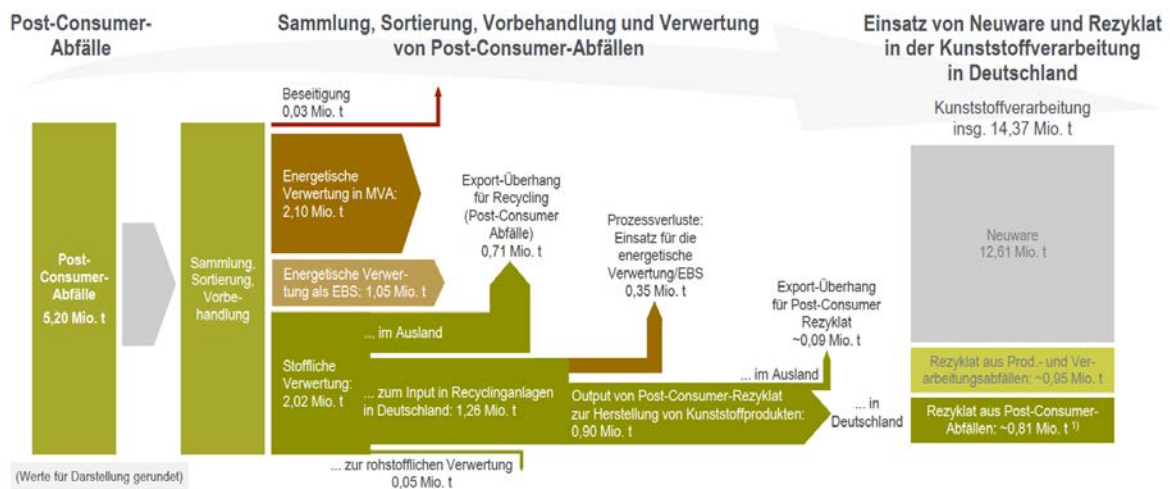 Post-Consumer-
Abfälle
Sammlung, Sortierung, Vorbehandlung und Verwertung
von Post-Consumer-Abfällen
Einsatz von Neuware und Rezyklat
in der Kunststoffverarbeitung
in Deutschland
Post-
Consumer-
Abfälle
5,20 Mio. t
Sammlung,
Sortierung,
Vorbe-
handlung
Beseitigung
0,03 Mio. t
Energetische
Verwertung in MVA:
2,10 Mio. t
Energetische Verwer-
tung als EBS: 1,05 Mio. t
Stoffliche
Verwertung:
2,02 Mio. t
Export-Überhang
für Recycling
(Post-Consumer
Abfälle)
0,71 Mio. t
... im Ausland
... zum Input in Recyclinganlagen
in Deutschland: 1,26 Mio. t
... zur rohstofflichen Verwertung
0,05 Mio. t
Prozessverluste:
Einsatz für die
energetische
Verwertung/EBS
0,35 Mio. t
Output von Post-Consumer-Rezyklat
zur Herstellung von Kunststoffprodukten:
0,90 Mio. t
Export-Überhang
für Post-Consumer
Rezyklat
~0,09 Mio. t
... im Ausland
... in
Deutschland
Kunststoffverarbeitung
insg. 14,37 Mio. t
Neuware
12,61 Mio. t
Rezyklat aus Prod.- und Ver-
arbeitungsabfällen: ~0,95 Mio. t
Rezyklat aus Post-Consumer-
Abfällen: ~0,81 Mio. t ¹⁾
(Werte für Darstellung gerundet)